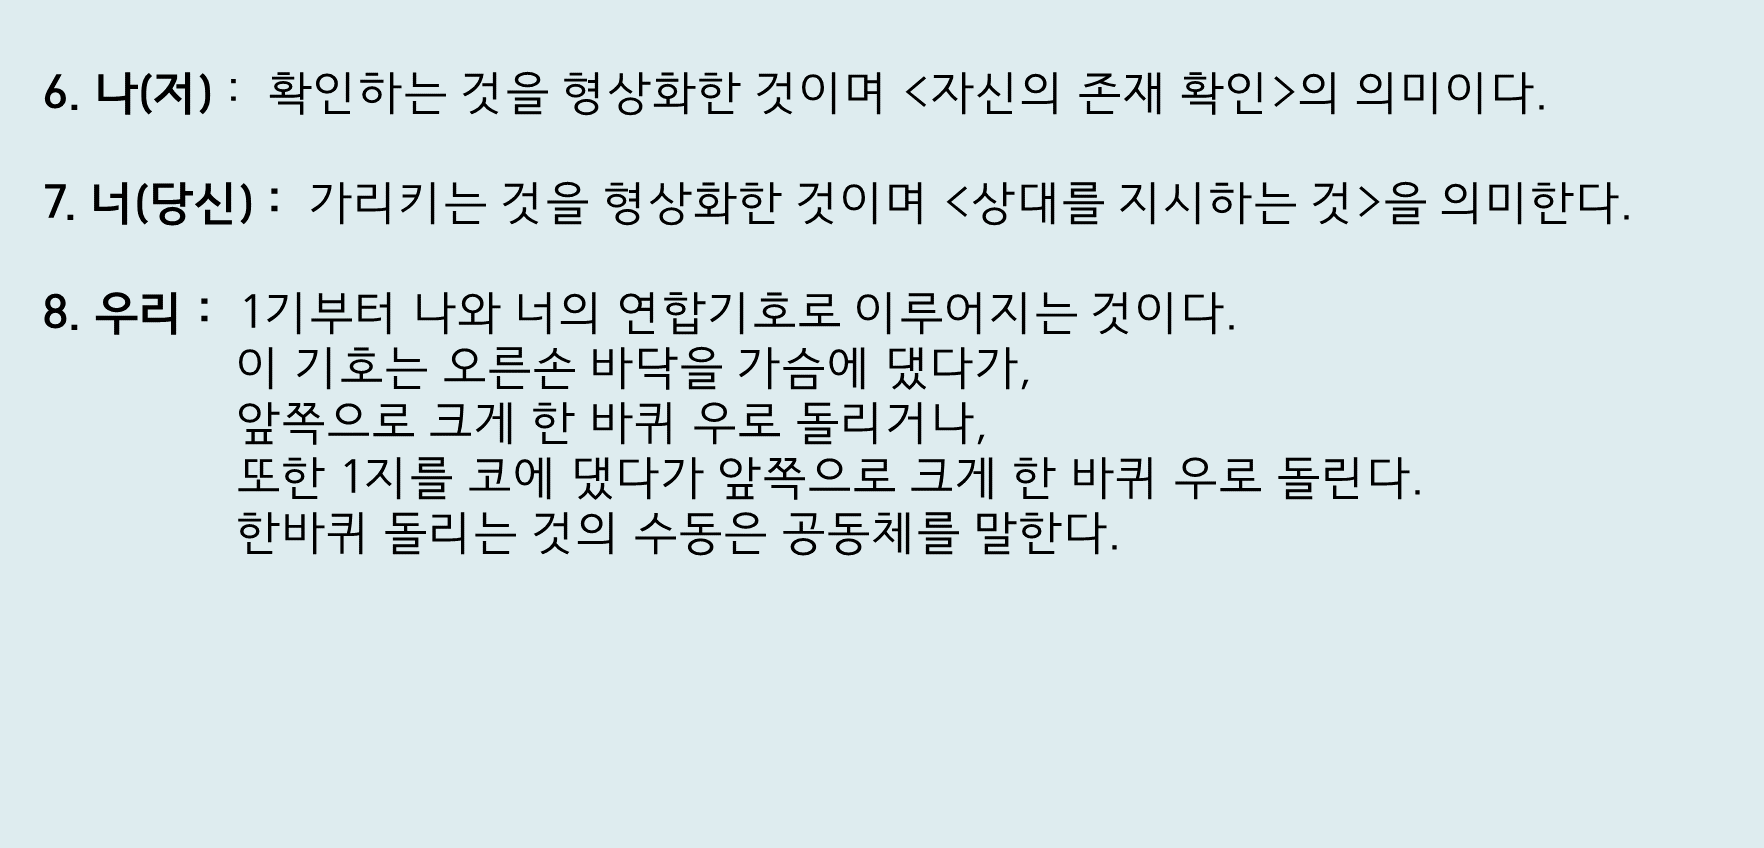 6. 나(저) : 확인하는 것을 형상화한 것이며 <자신의 존재 확인>의 의미이다.
7. 너(당신) : 가리키는 것을 형상화한 것이며 <상대를 지시하는 것>을 의미한다.
8. 우리 : 1기부터 나와 너의 연합기호로 이루어지는 것이다.
이 기호는 오른손 바닥을 가슴에 댔다가,
앞쪽으로 크게 한 바퀴 우로 돌리거나,
또한 1지를 코에 댔다가 앞쪽으로 크게 한 바퀴 우로 돌린다.
한바퀴 돌리는 것의 수동은 공동체를 말한다.